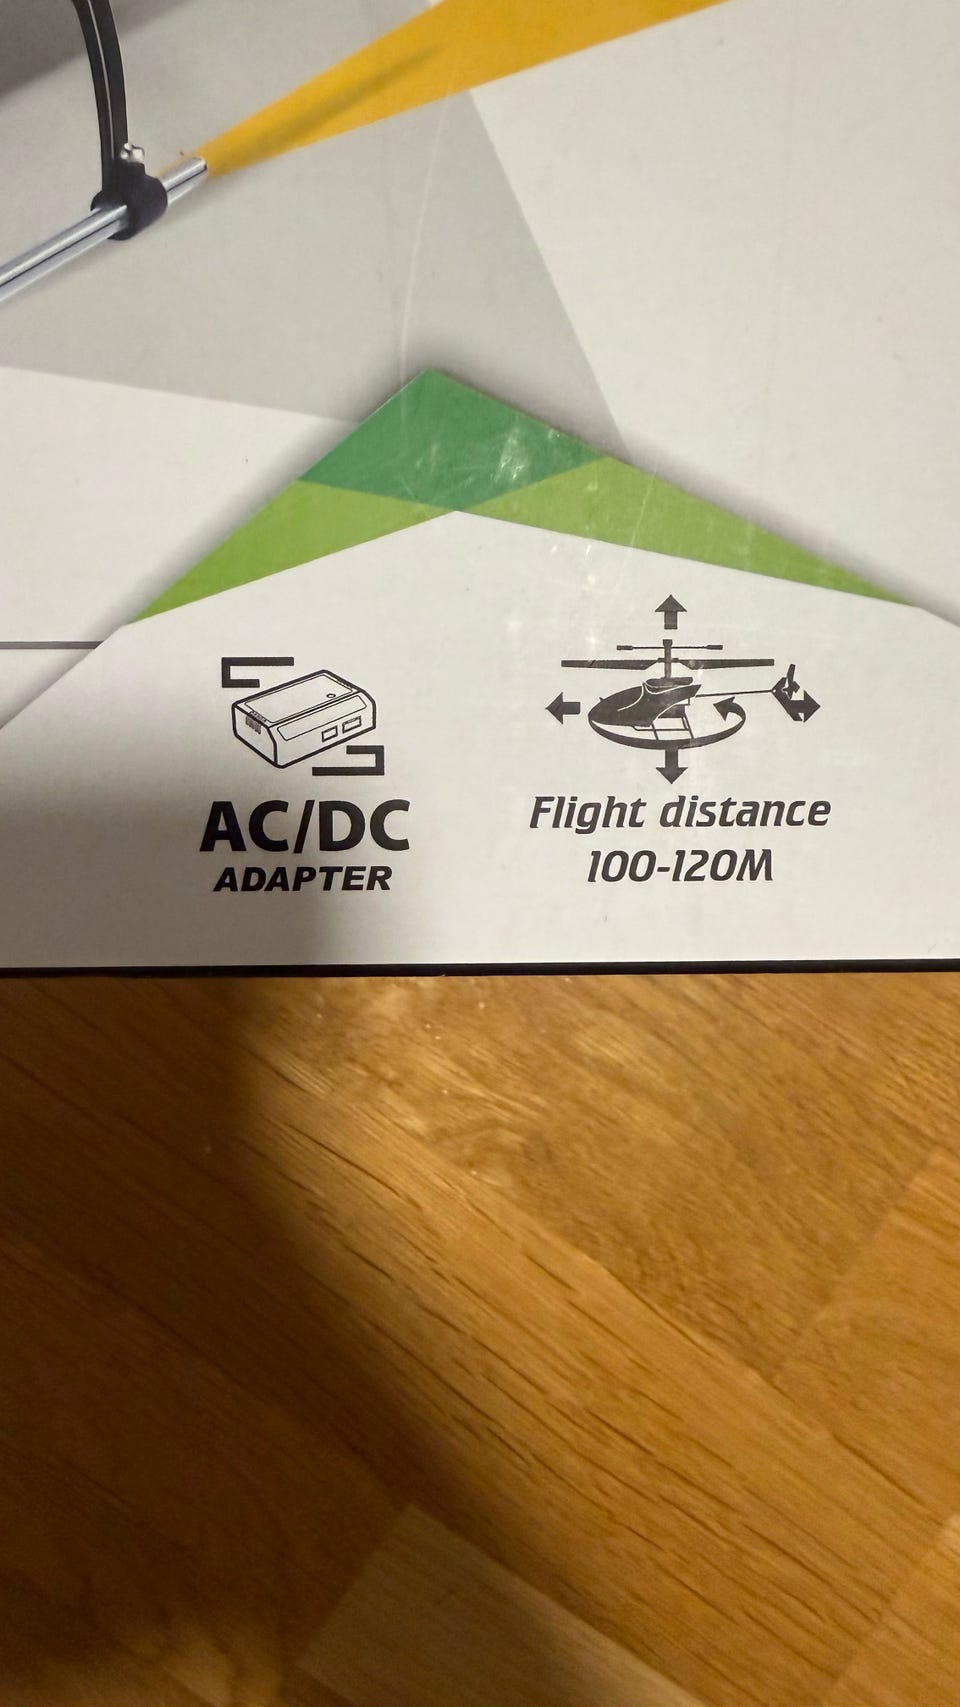 AC/DC
ADAPTER
Flight distance
100-120M